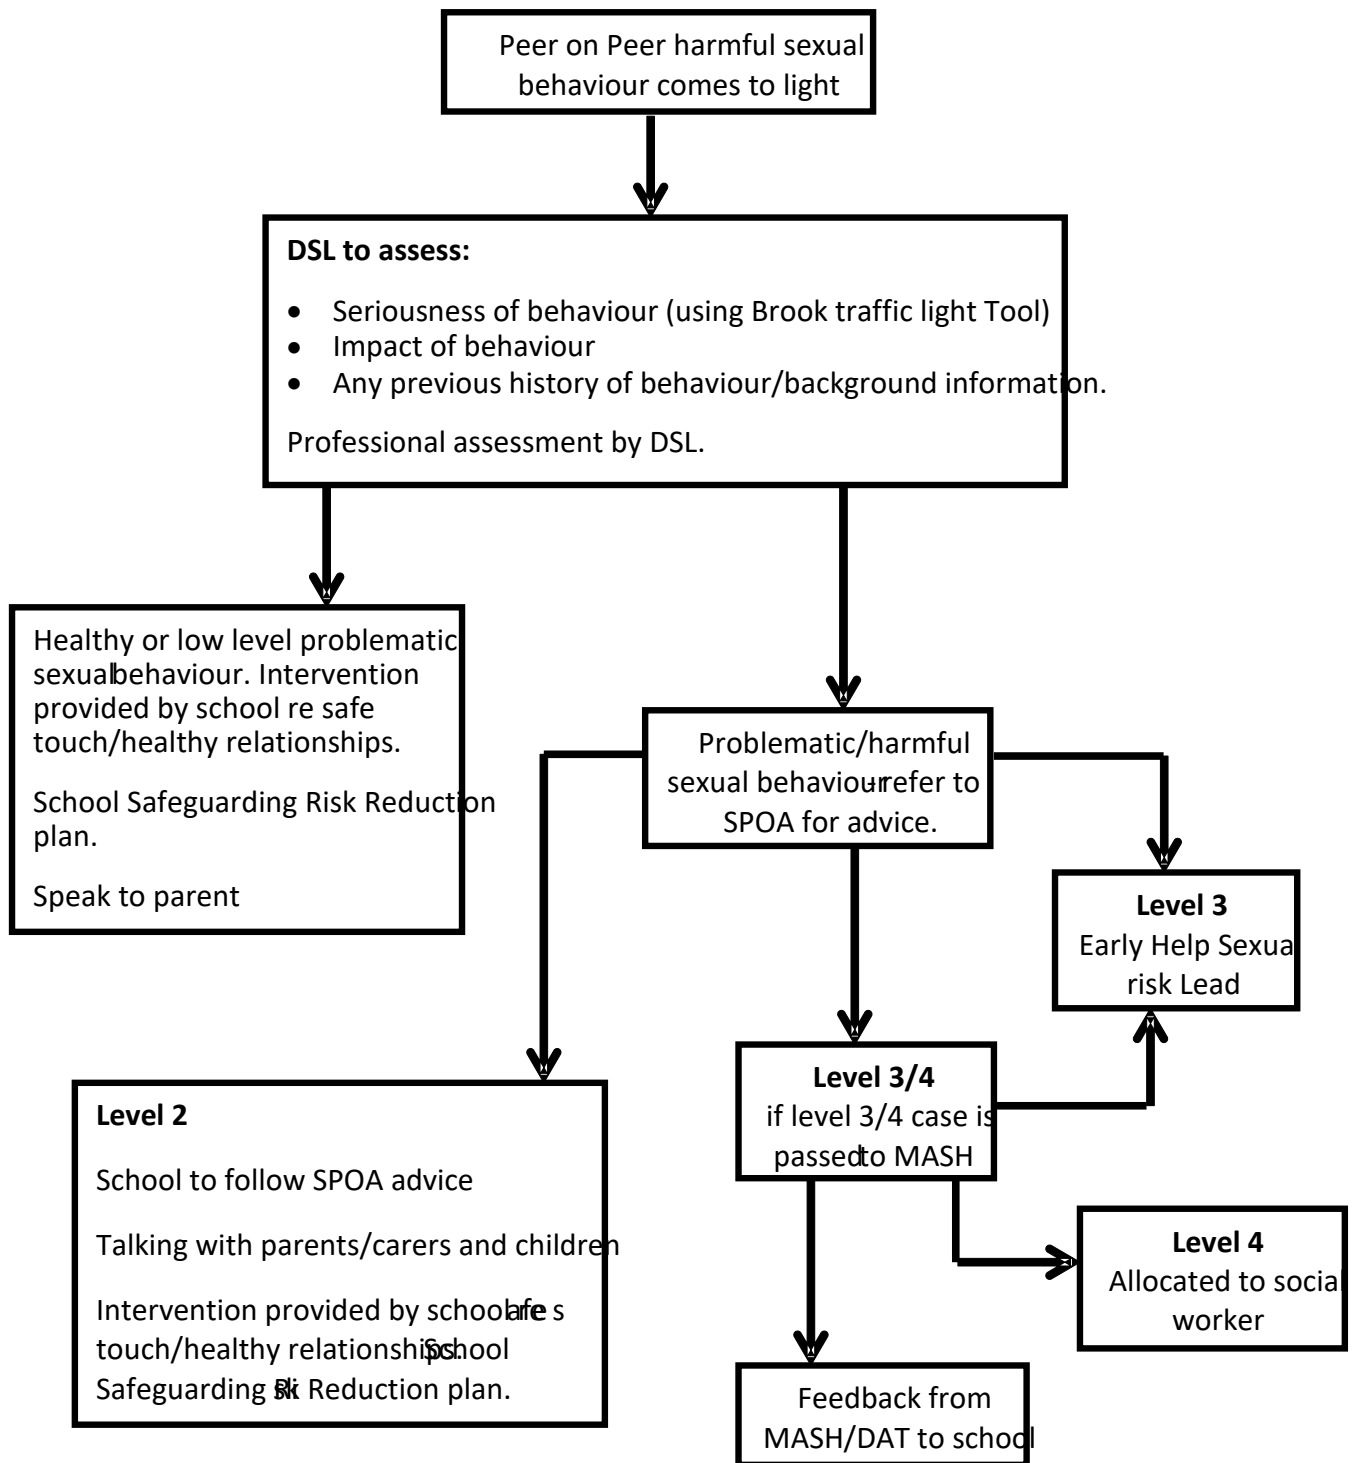 Peer on Peer harmful sexual
behaviour comes to light
DSL to assess:
• Seriousness of behaviour (using Brook traffic light Tool)
• Impact of behaviour
• Any previous history of behaviour/background information.
Professional assessment by DSL.
Healthy or low level problematic
sexual behaviour. Intervention
provided by school re safe
touch/healthy relationships.
School Safeguarding Risk Reduction
plan.
Speak to parent
Problematic/harmful
sexual behaviour-refer to
SPOA for advice.
Level 3
Early Help Sexua
risk Lead
Level 3/4
if level 3/4 case is
passed to MASH
Level 2
School to follow SPOA advice
Talking with parents/carers and children
Intervention provided by school re safe
touch/healthy relationships. School
Safeguarding Reduction plan.
Level 4
Allocated to social
worker
Feedback from
MASH/DAT to school